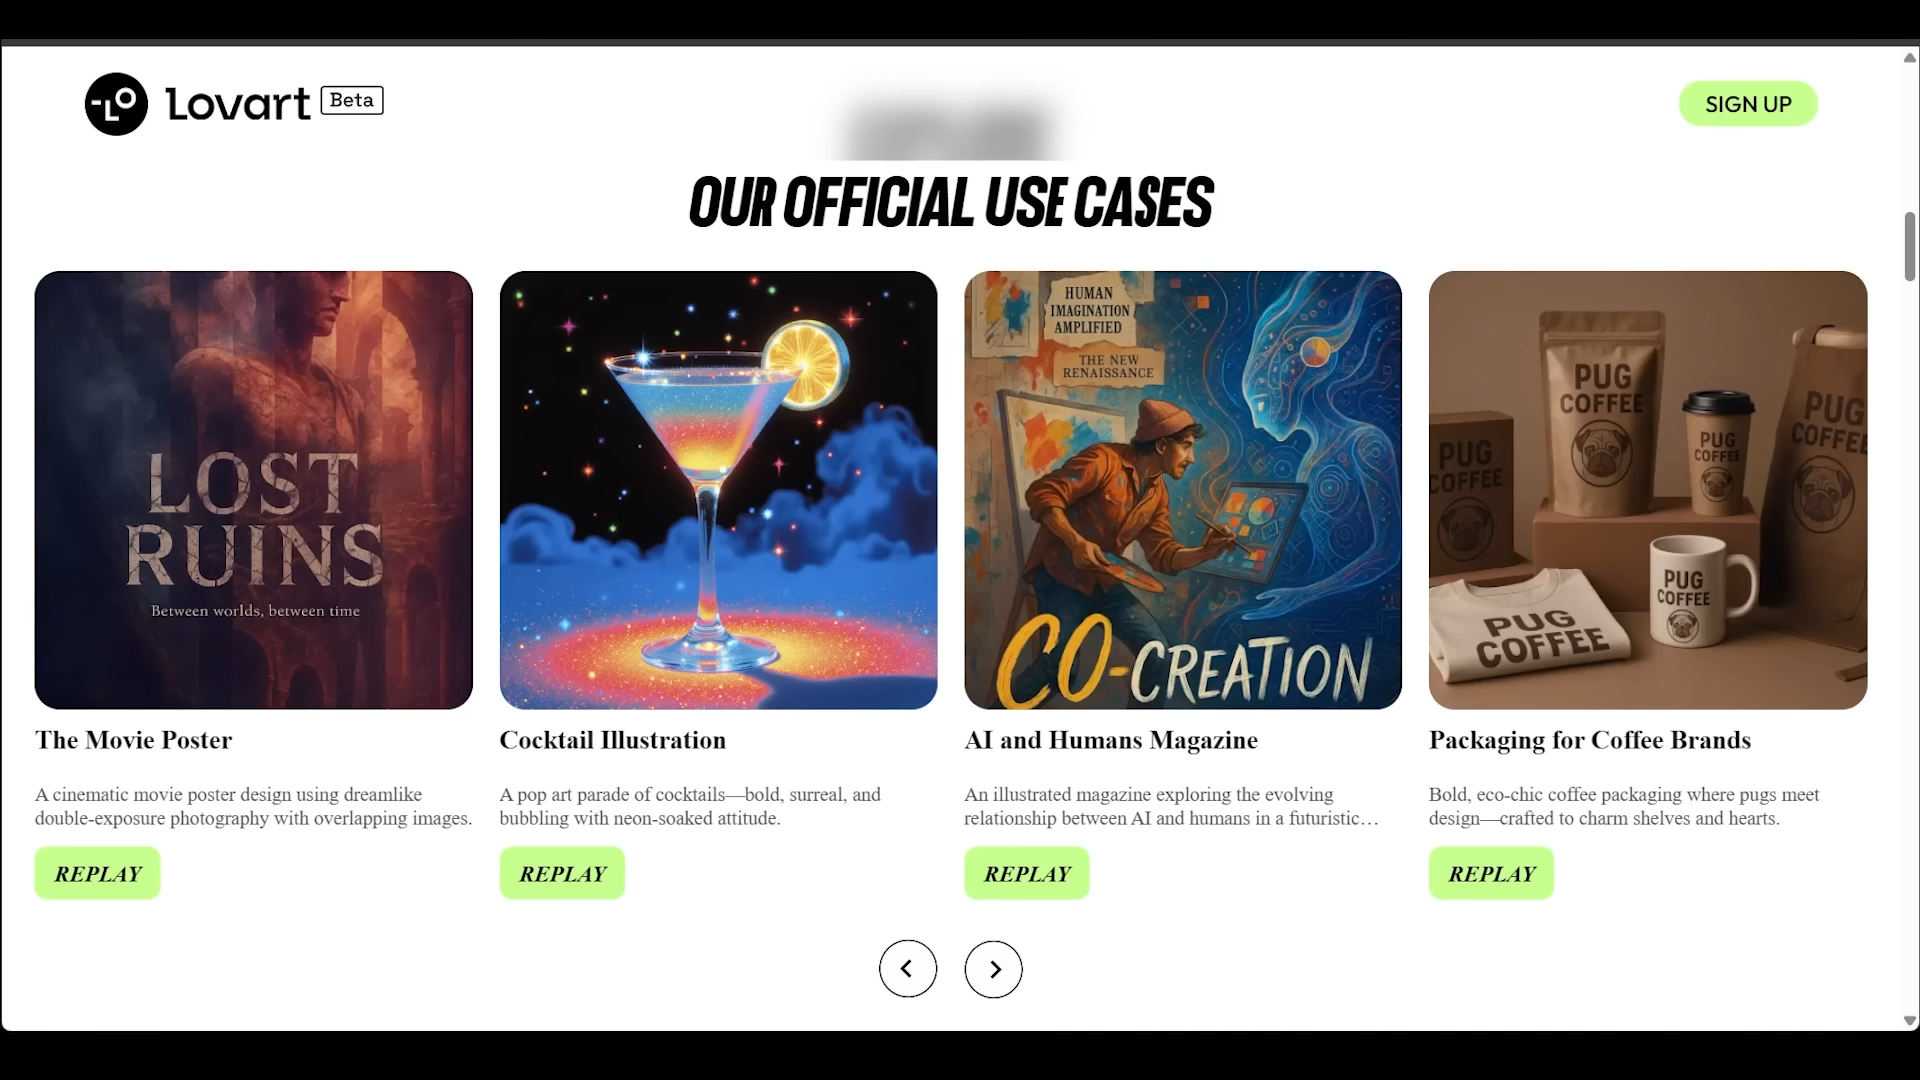 Lovart
Beta
SIGN UP
OUR OFFICIAL USE CASES
LOST
RUINS
Between worlds, between time
HUMAN
IMAGINATION
AMPLIFIED
THE NEW
RENAISSANCE
CO-CREATION
PUG
COFFEE
PUG
COFFEE
PUG
COFFEE
PUG
COFFEE
PUG
COFFEE
PUG
COFFEE
The Movie Poster
A cinematic movie poster design using dreamlike
double-exposure photography with overlapping images.
REPLAY
Cocktail Illustration
A pop art parade of cocktails—bold, surreal, and
bubbling with neon-soaked attitude.
REPLAY
AI and Humans Magazine
An illustrated magazine exploring the evolving
relationship between AI and humans in a futuristic…
REPLAY
Packaging for Coffee Brands
Bold, eco-chic coffee packaging where pugs meet
design—crafted to charm shelves and hearts.
REPLAY